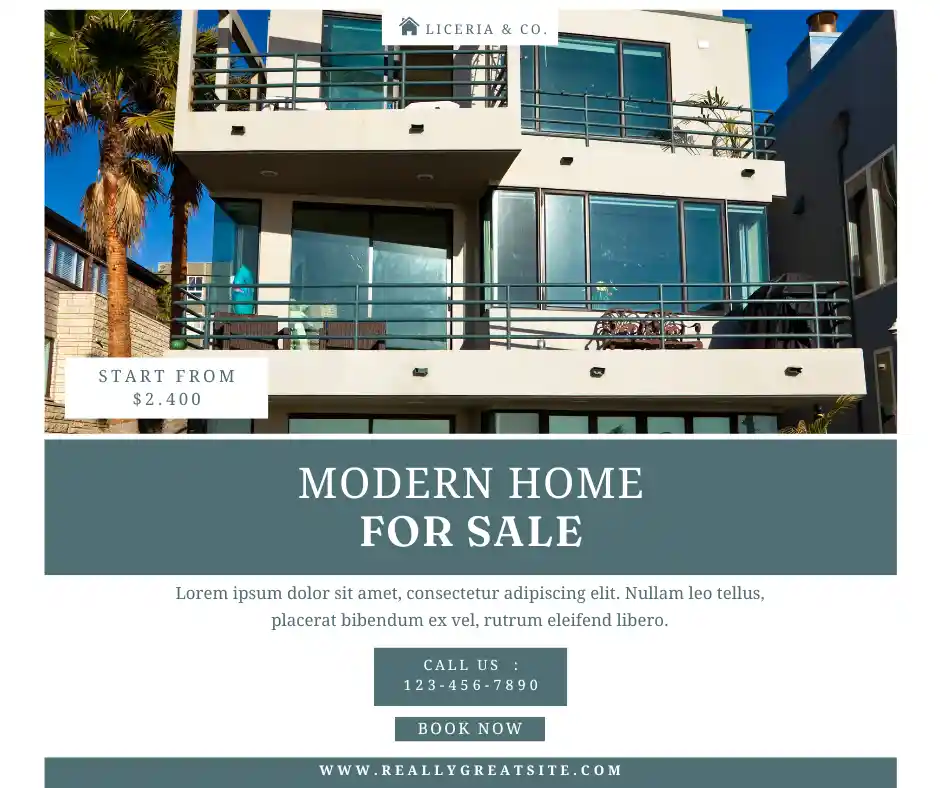 LICERIA & CO.
START FROM
$2.400
MODERN HOME
FOR SALE
Lorem ipsum dolor sit amet, consectetur adipiscing elit. Nullam leo tellus,
placerat bibendum ex vel, rutrum eleifend libero.
CALL US :
123-456-7890
BOOK NOW
WWW.REALLYGREATSITE.COM